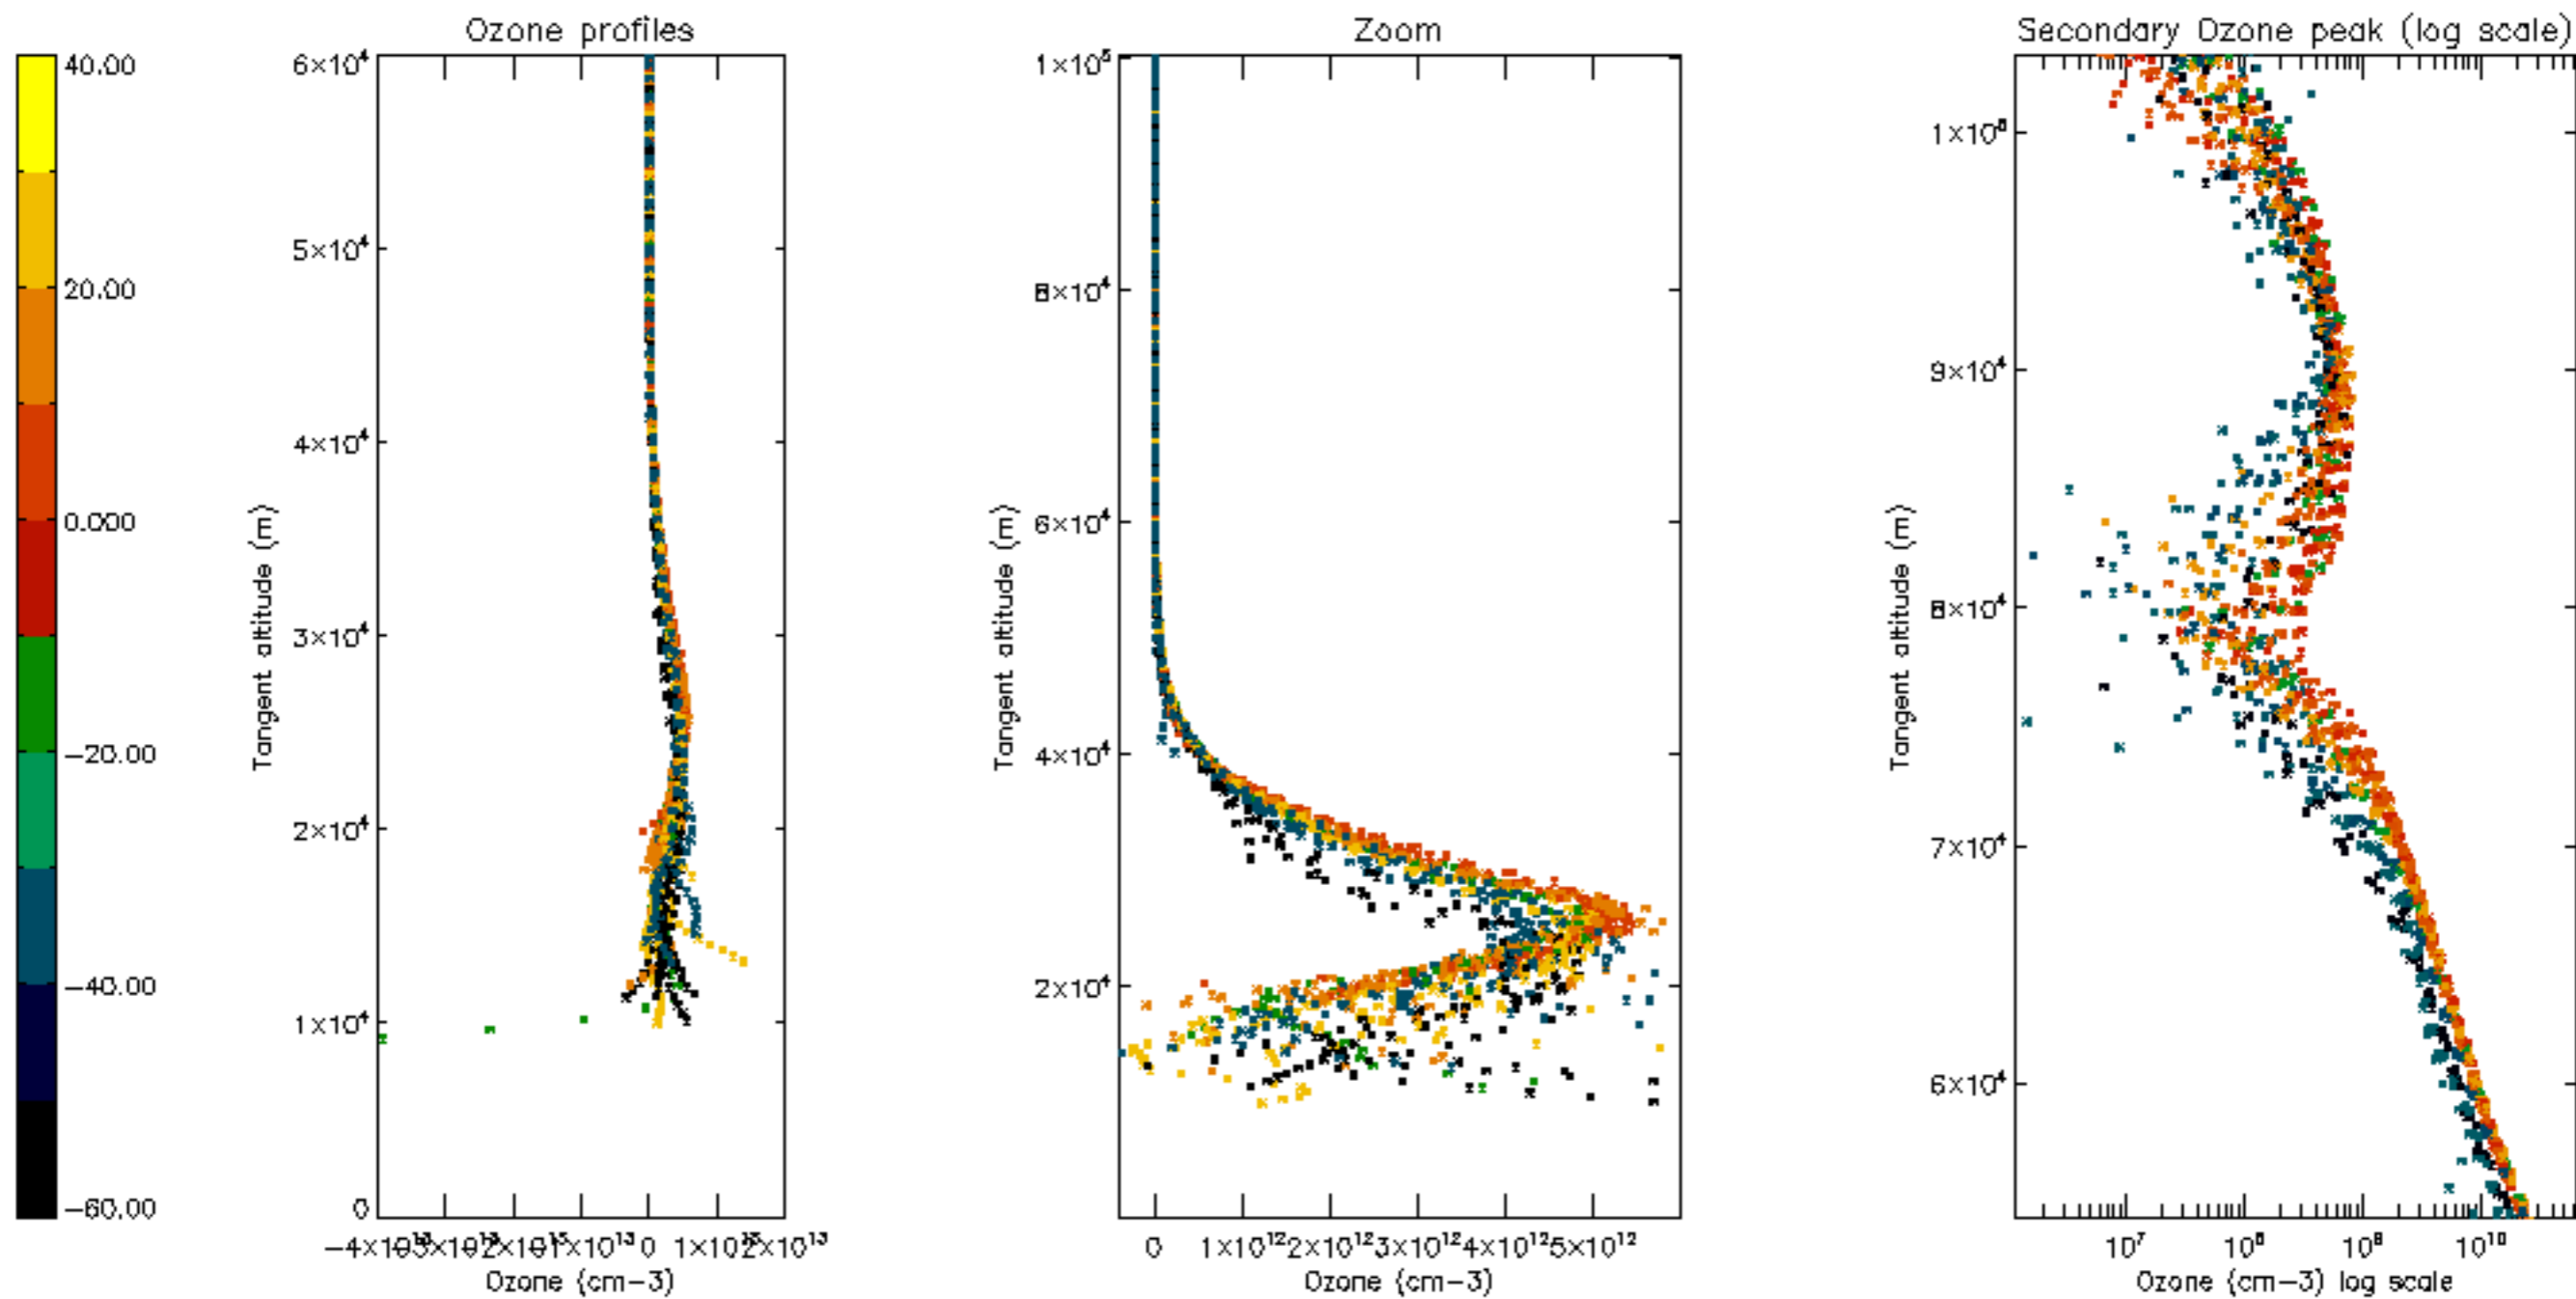 Ozone profiles
Zoom
Secondary Ozone peak (log scale)
40.00
20.00
0.000
-20.00
-40.00
-60.00
6×10⁴
5×10⁴
4×10⁴
3×10⁴
2×10⁴
1×10⁴
0
Tangent altitude (m)
0
Ozone (cm-3)
1×10⁵
8×10⁴
6×10⁴
4×10⁴
2×10⁴
Tangent altitude (m)
0 1×10¹² 2×10¹² 3×10¹² 4×10¹² 5×10¹²
Ozone (cm-3)
9×10⁴
8×10⁴
7×10⁴
6×10⁴
Tangent altitude (m)
10⁷ 10⁸ 10⁹ 10¹⁰
Ozone (cm-3) log scale